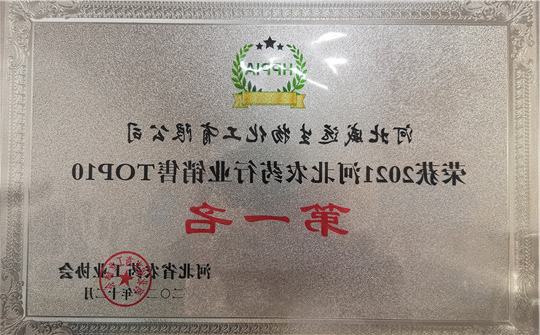 HPPIA
河北威远生物化工有限公司
荣获2021河北农药行业销售TOP10
第一名
河北省农药工业协会
二〇二一年十二月